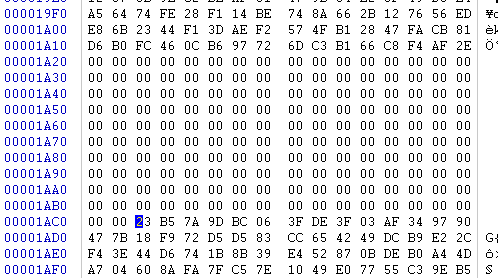 000019F0 A5 64 74 FE 28 F1 14 BE 74 8A 66 2B 12 76 56 ED
00001A00 E8 6B 23 44 F1 3D AE F2 57 4F B1 28 47 FA CB 81
00001A10 D6 B0 FC 46 0C B6 97 72 6D C3 B1 66 C8 F4 AF 2E
00001A20 00 00 00 00 00 00 00 00 00 00 00 00 00 00 00 00
00001A30 00 00 00 00 00 00 00 00 00 00 00 00 00 00 00 00
00001A40 00 00 00 00 00 00 00 00 00 00 00 00 00 00 00 00
00001A50 00 00 00 00 00 00 00 00 00 00 00 00 00 00 00 00
00001A60 00 00 00 00 00 00 00 00 00 00 00 00 00 00 00 00
00001A70 00 00 00 00 00 00 00 00 00 00 00 00 00 00 00 00
00001A80 00 00 00 00 00 00 00 00 00 00 00 00 00 00 00 00
00001A90 00 00 00 00 00 00 00 00 00 00 00 00 00 00 00 00
00001AA0 00 00 00 00 00 00 00 00 00 00 00 00 00 00 00 00
00001AB0 00 00 00 00 00 00 00 00 00 00 00 00 00 00 00 00
00001AC0 00 00 23 B5 7A 9D BC 06 3F DE 3F 03 AF 34 97 90
00001AD0 47 7B 18 F9 72 D5 D5 83 CC 65 42 49 DC B9 E2 2C
00001AE0 F4 3E 44 D6 74 1B 8B 39 E4 52 87 0B DE B0 A4 4D
00001AF0 A7 04 60 8A FA 7F C5 7E 10 49 E0 77 55 C3 9E B5